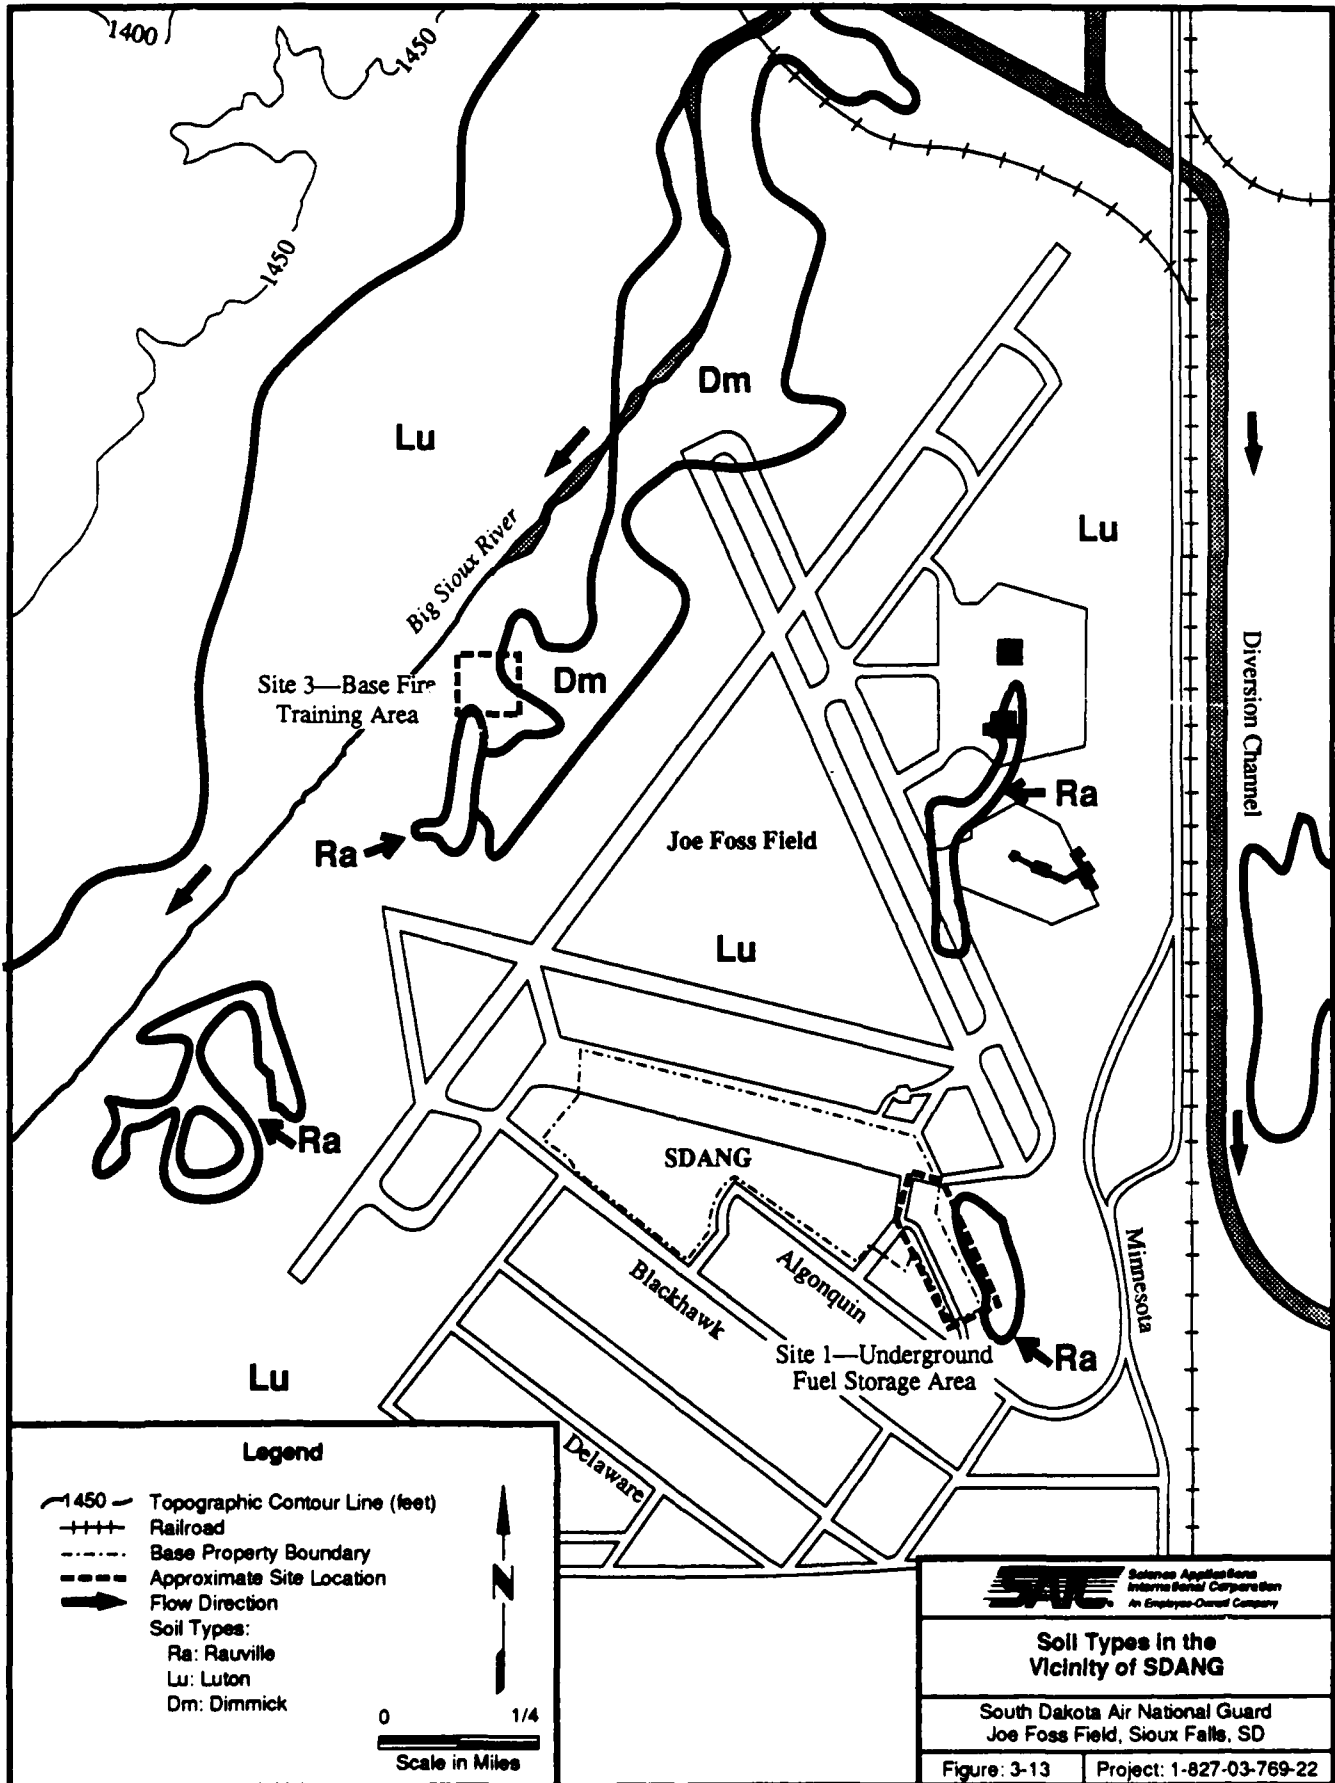 1400
1450
1450
Dm
Lu
Lu
Big Sioux River
Diversion Channel
Site 3—Base Fire
Training Area
Dm
Ra
Joe Foss Field
Ra
Lu
Ra
SDANG
Minnesota
Algonquin
Blackhawk
Site 1—Underground
Fuel Storage Area
Ra
Lu
Delaware
Legend
1450 Topographic Contour Line (feet)
Railroad
Base Property Boundary
Approximate Site Location
Flow Direction
Soil Types:
Ra: Rauville
Lu: Luton
Dm: Dimmick
N
0 1/4
Scale in Miles
SAIC
Science Applications
International Corporation
An Employee-Owned Company
Soil Types in the
Vicinity of SDANG
South Dakota Air National Guard
Joe Foss Field, Sioux Falls, SD
Figure: 3-13 Project: 1-827-03-769-22